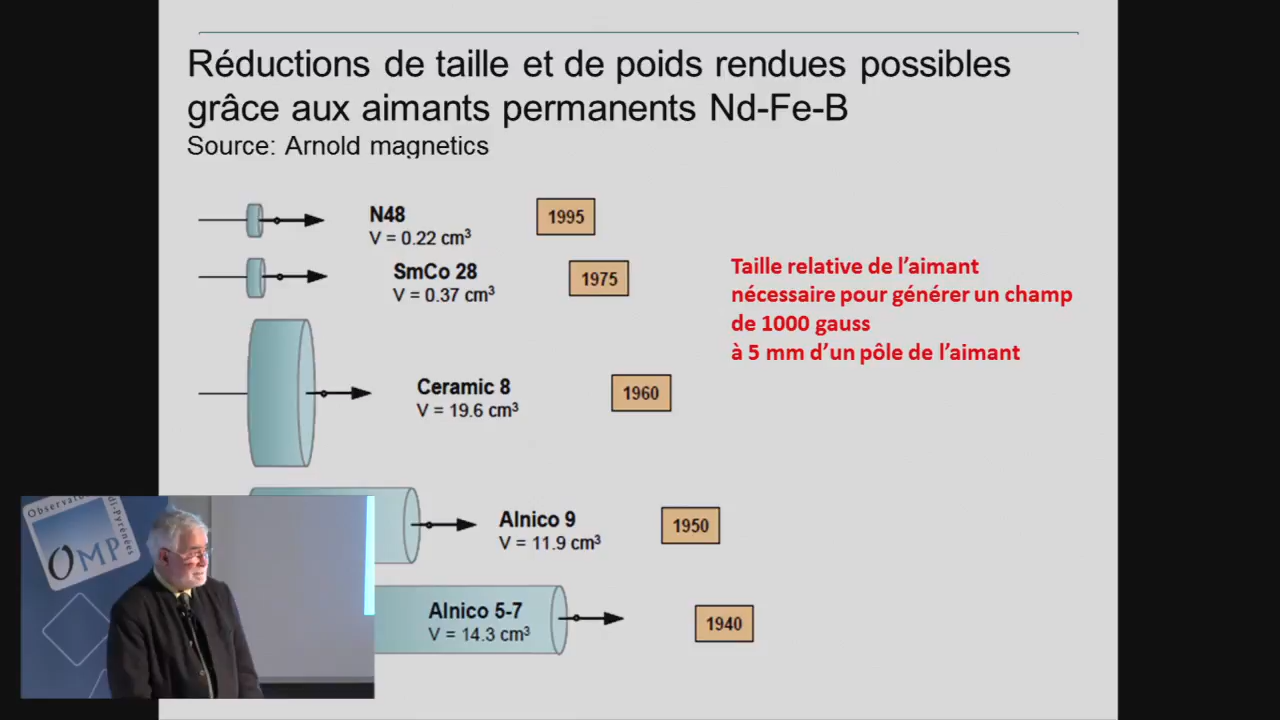 Réductions de taille et de poids rendues possibles
grâce aux aimants permanents Nd-Fe-B
Source: Arnold magnetics
N48
V = 0.22 cm³
1995
SmCo 28
V = 0.37 cm³
1975
Taille relative de l’aimant
nécessaire pour générer un champ
de 1000 gauss
à 5 mm d’un pôle de l’aimant
Ceramic 8
V = 19.6 cm³
1960
Alnico 9
V = 11.9 cm³
1950
Alnico 5-7
V = 14.3 cm³
1940
OMP